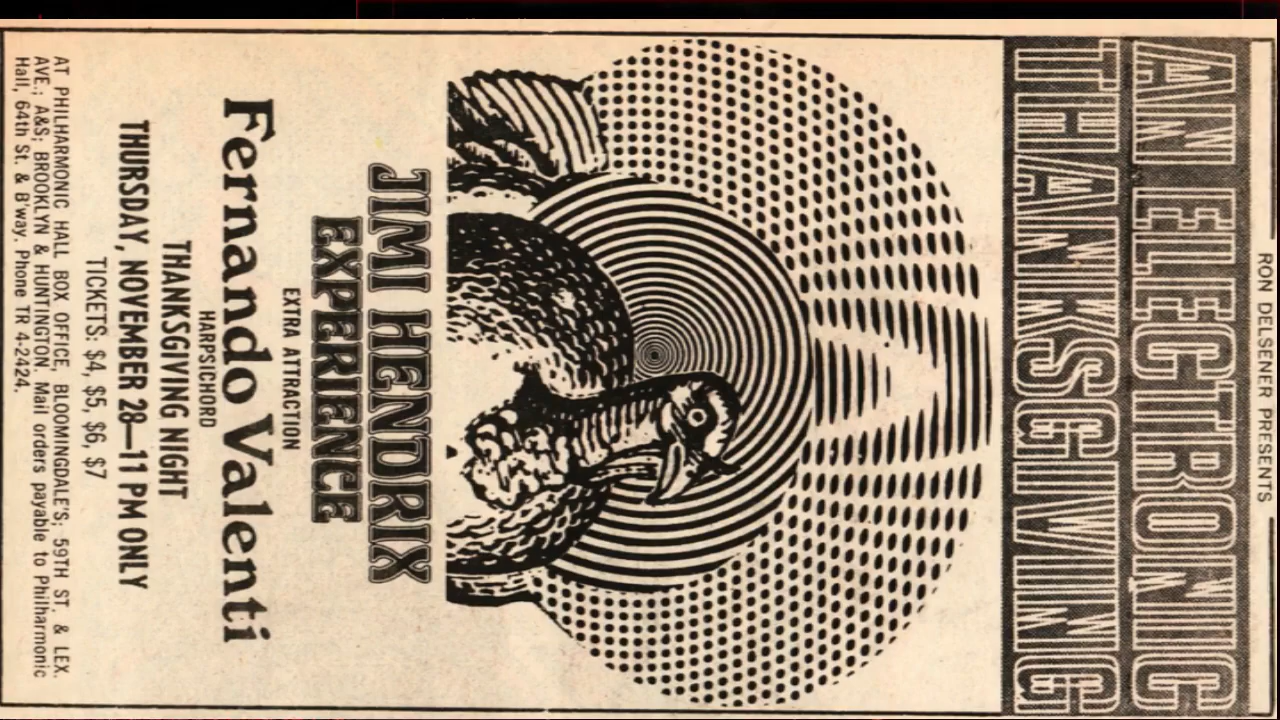 RON DELSENER PRESENTS
AN ELECTRONIC
THANKSGIVING
JIMI HENDRIX
EXPERIENCE
EXTRA ATTRACTION
Fernando Valenti
HARPSICHORD
THANKSGIVING NIGHT
THURSDAY, NOVEMBER 28—11 PM ONLY
TICKETS: $4, $5, $6, $7
AT PHILHARMONIC HALL BOX OFFICE, BLOOMINGDALE'S; 59TH ST. & LEX.
AVE.; A&S; BROOKLYN & HUNTINGTON. Mail orders payable to Philharmonic
Hall, 64th St. & B'way. Phone TR 4-2424.